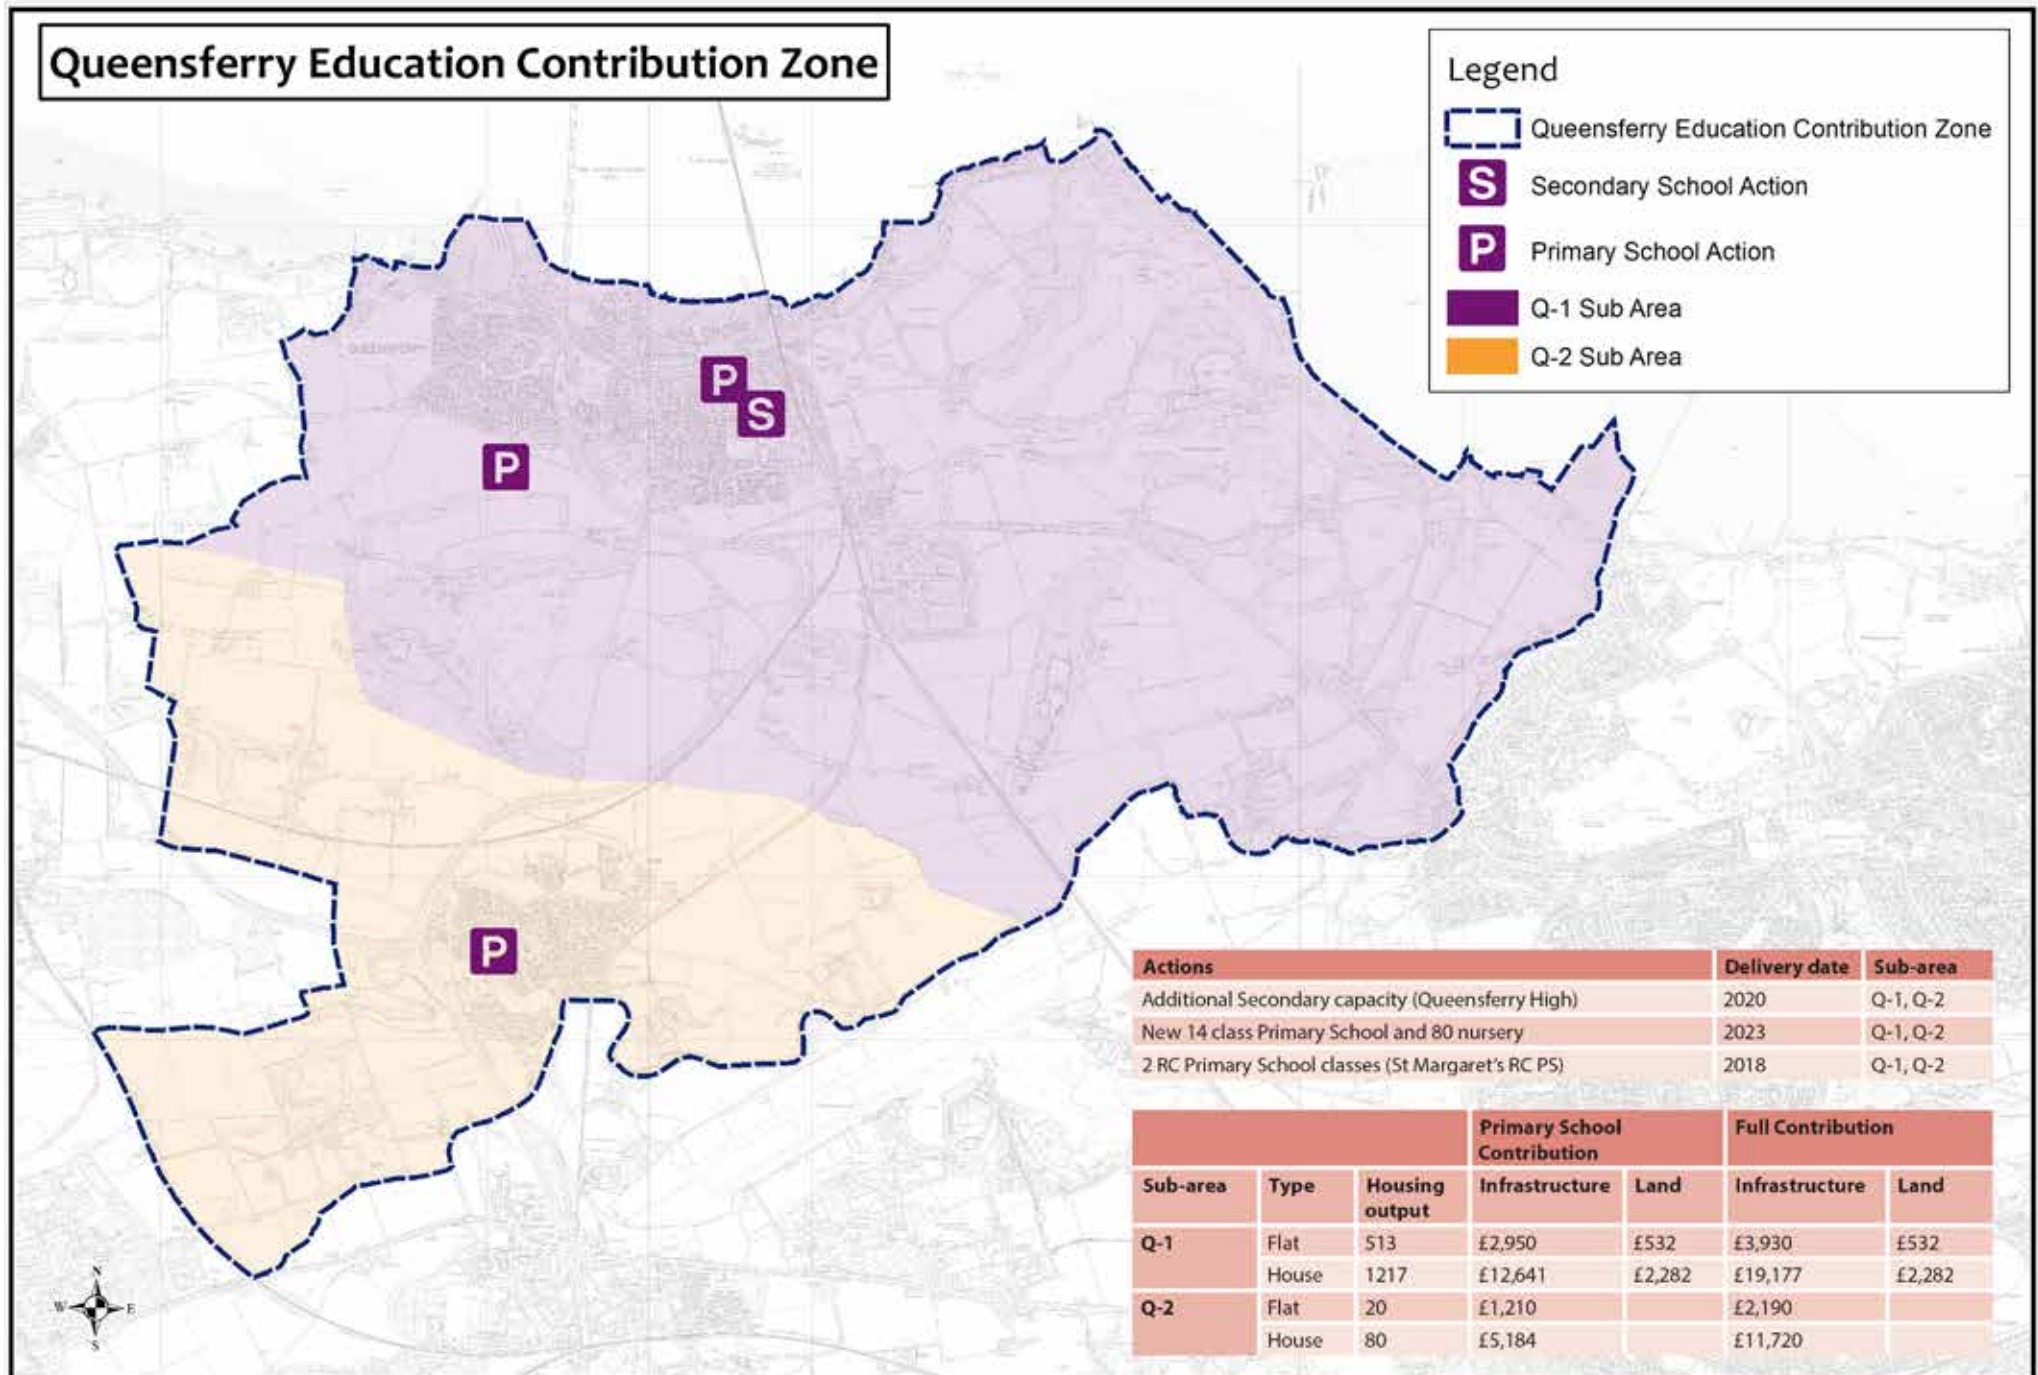 Queensferry Education Contribution Zone
Legend
Queensferry Education Contribution Zone
S Secondary School Action
P Primary School Action
Q-1 Sub Area
Q-2 Sub Area
P
S
P
P
N
W E
S
Actions Delivery date Sub-area
Additional Secondary capacity (Queensferry High) 2020 Q-1, Q-2
New 14 class Primary School and 80 nursery 2023 Q-1, Q-2
2 RC Primary School classes (St Margaret's RC PS) 2018 Q-1, Q-2
Primary School Full Contribution
Contribution
Sub-area Type Housing Infrastructure Land Infrastructure Land
output
Q-1 Flat 513 £2,950 £532 £3,930 £532
House 1217 £12,641 £2,282 £19,177 £2,282
Q-2 Flat 20 £1,210 £2,190
House 80 £5,184 £11,720